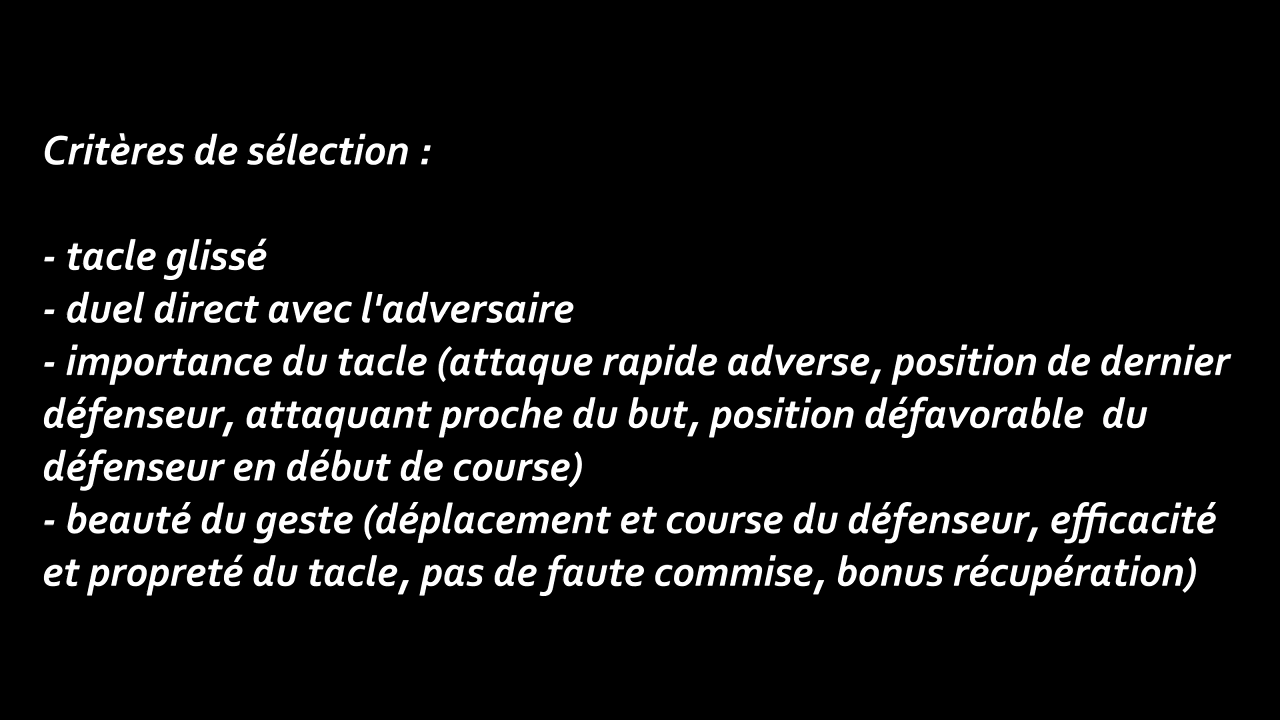 Critères de sélection :
- tacle glissé
- duel direct avec l'adversaire
- importance du tacle (attaque rapide adverse, position de dernier
défenseur, attaquant proche du but, position défavorable  du
défenseur en début de course)
- beauté du geste (déplacement et course du défenseur, efficacité
et propreté du tacle, pas de faute commise, bonus récupération)